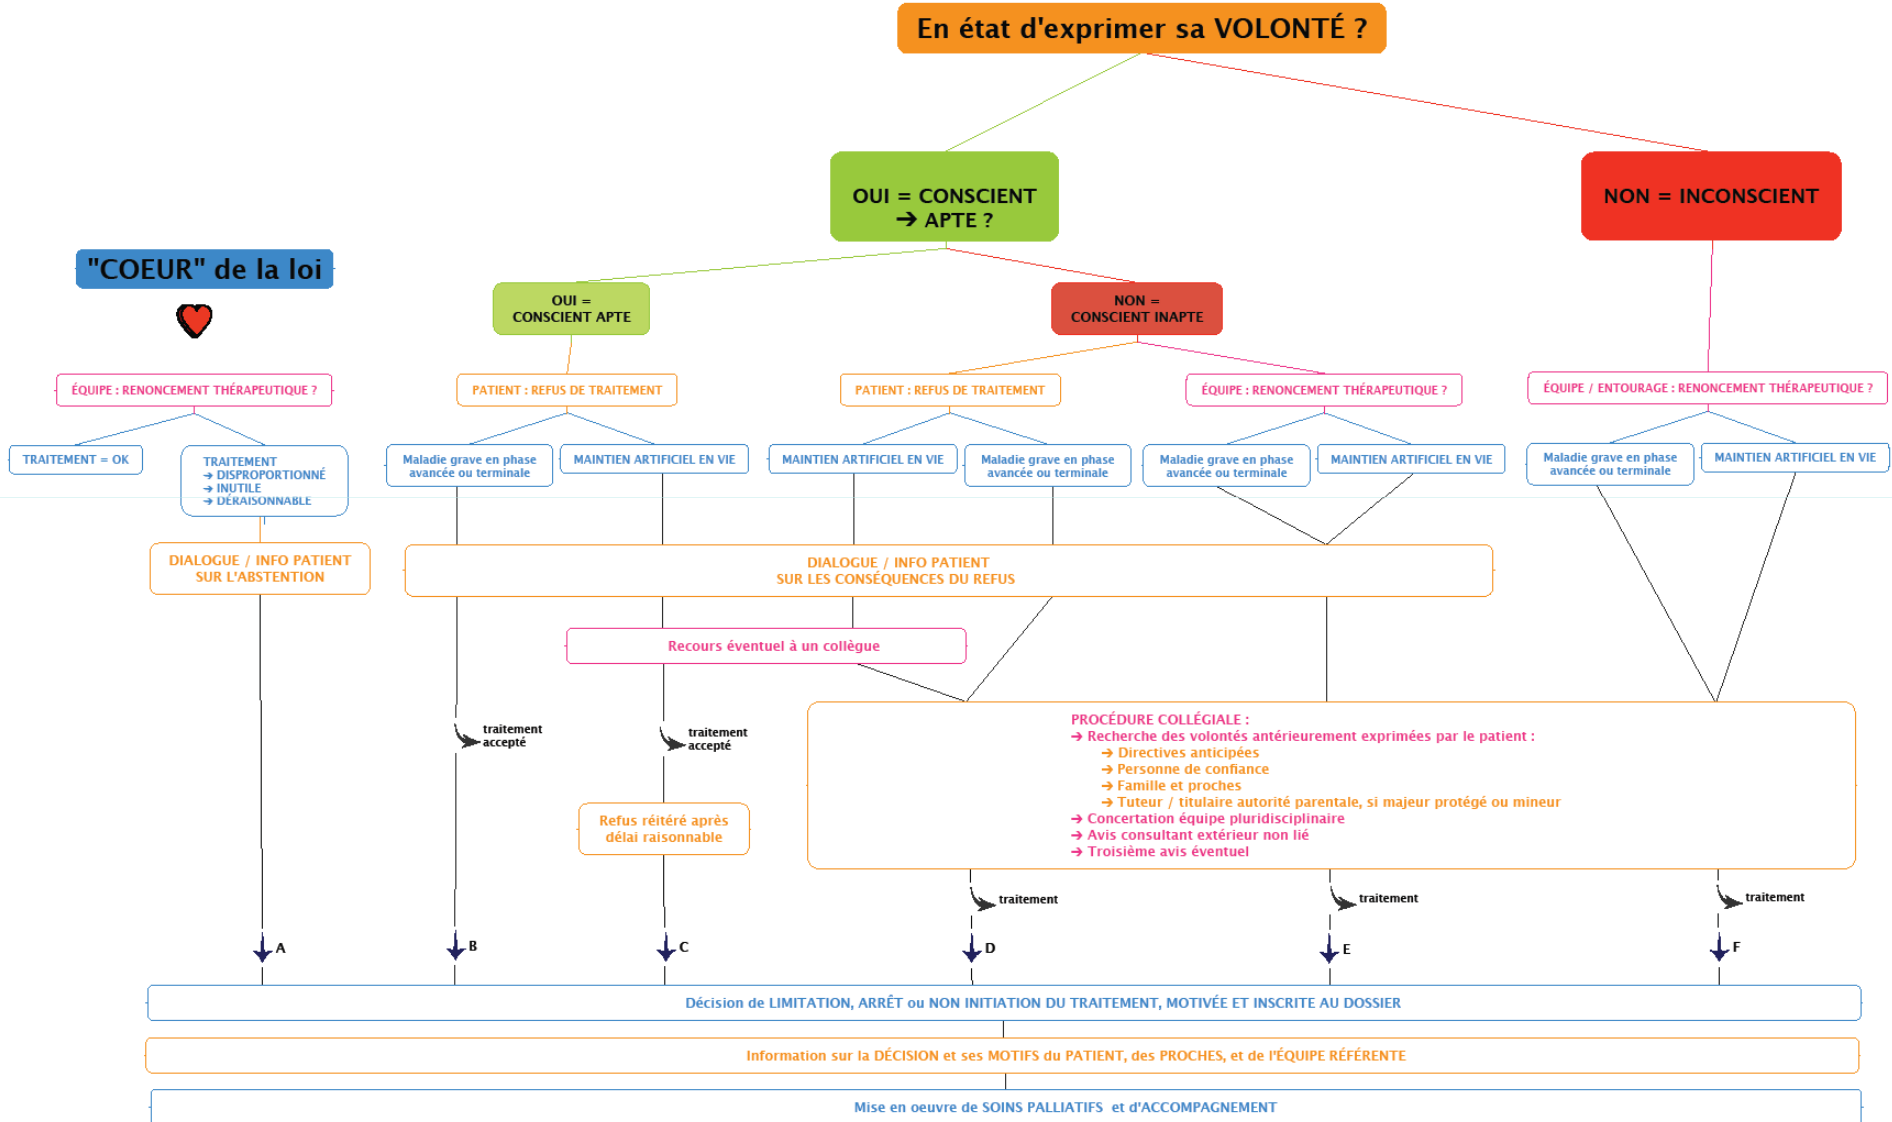 En état d'exprimer sa VOLONTÉ ?
OUI = CONSCIENT
➔ APTE ?
NON = INCONSCIENT
"COEUR" de la loi
OUI =
CONSCIENT APTE
NON =
CONSCIENT INAPTE
ÉQUIPE : RENONCEMENT THÉRAPEUTIQUE ?
PATIENT : REFUS DE TRAITEMENT
PATIENT : REFUS DE TRAITEMENT
ÉQUIPE : RENONCEMENT THÉRAPEUTIQUE ?
ÉQUIPE / ENTOURAGE : RENONCEMENT THÉRAPEUTIQUE ?
TRAITEMENT = OK
TRAITEMENT
➔ DISPROPORTIONNÉ
➔ INUTILE
➔ DÉRAISONNABLE
Maladie grave en phase
avancée ou terminale
MAINTIEN ARTIFICIEL EN VIE
MAINTIEN ARTIFICIEL EN VIE
Maladie grave en phase
avancée ou terminale
Maladie grave en phase
avancée ou terminale
MAINTIEN ARTIFICIEL EN VIE
Maladie grave en phase
avancée ou terminale
MAINTIEN ARTIFICIEL EN VIE
DIALOGUE / INFO PATIENT
SUR L'ABSTENTION
DIALOGUE / INFO PATIENT
SUR LES CONSÉQUENCES DU REFUS
Recours éventuel à un collègue
traitement
accepté
traitement
accepté
PROCÉDURE COLLÉGIALE :
➔ Recherche des volontés antérieurement exprimées par le patient :
➔ Directives anticipées
➔ Personne de confiance
➔ Famille et proches
➔ Tuteur / titulaire autorité parentale, si majeur protégé ou mineur
➔ Concertation équipe pluridisciplinaire
➔ Avis consultant extérieur non lié
➔ Troisième avis éventuel
Refus réitéré après
délai raisonnable
traitement
traitement
traitement
A
B
C
D
E
F
Décision de LIMITATION, ARRÊT ou NON INITIATION DU TRAITEMENT, MOTIVÉE ET INSCRITE AU DOSSIER
Information sur la DÉCISION et ses MOTIFS du PATIENT, des PROCHES, et de l'ÉQUIPE RÉFÉRENTE
Mise en oeuvre de SOINS PALLIATIFS et d'ACCOMPAGNEMENT